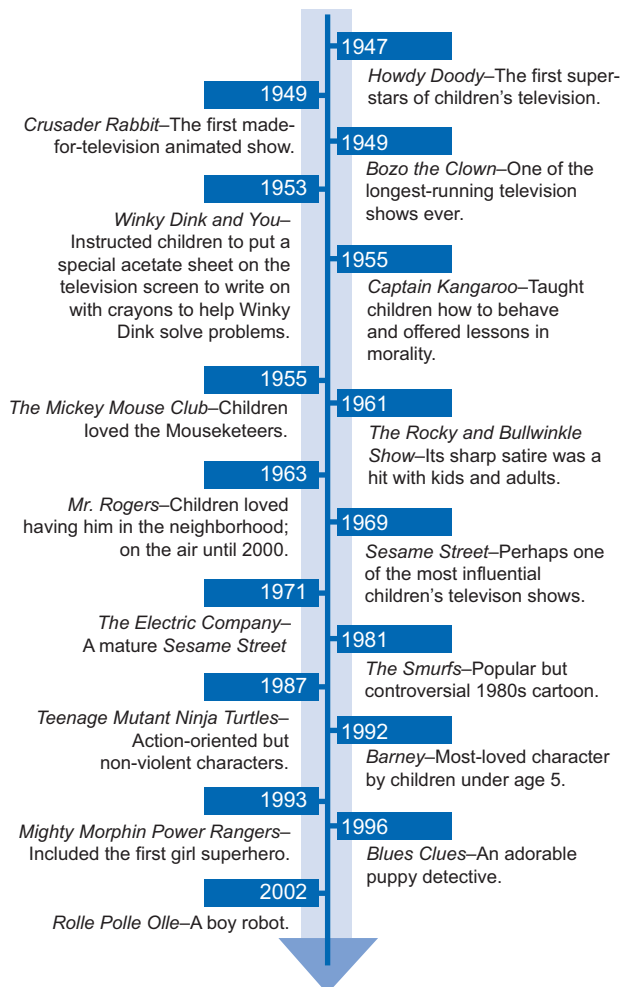 1947
Howdy Doody–The first super-
stars of children's television.
1949
Crusader Rabbit–The first made-
for-television animated show.
1949
Bozo the Clown–One of the
longest-running television
shows ever.
1953
Winky Dink and You–
Instructed children to put a
special acetate sheet on the
television screen to write on
with crayons to help Winky
Dink solve problems.
1955
Captain Kangaroo–Taught
children how to behave
and offered lessons in
morality.
1955
The Mickey Mouse Club–Children
loved the Mouseketeers.
1961
The Rocky and Bullwinkle
Show–Its sharp satire was a
hit with kids and adults.
1963
Mr. Rogers–Children loved
having him in the neighborhood;
on the air until 2000.
1969
Sesame Street–Perhaps one
of the most influential
children's televison shows.
1971
The Electric Company–
A mature Sesame Street
1981
The Smurfs–Popular but
controversial 1980s cartoon.
1987
Teenage Mutant Ninja Turtles–
Action-oriented but
non-violent characters.
1992
Barney–Most-loved character
by children under age 5.
1993
Mighty Morphin Power Rangers–
Included the first girl superhero.
1996
Blues Clues–An adorable
puppy detective.
2002
Rolle Polle Olle–A boy robot.